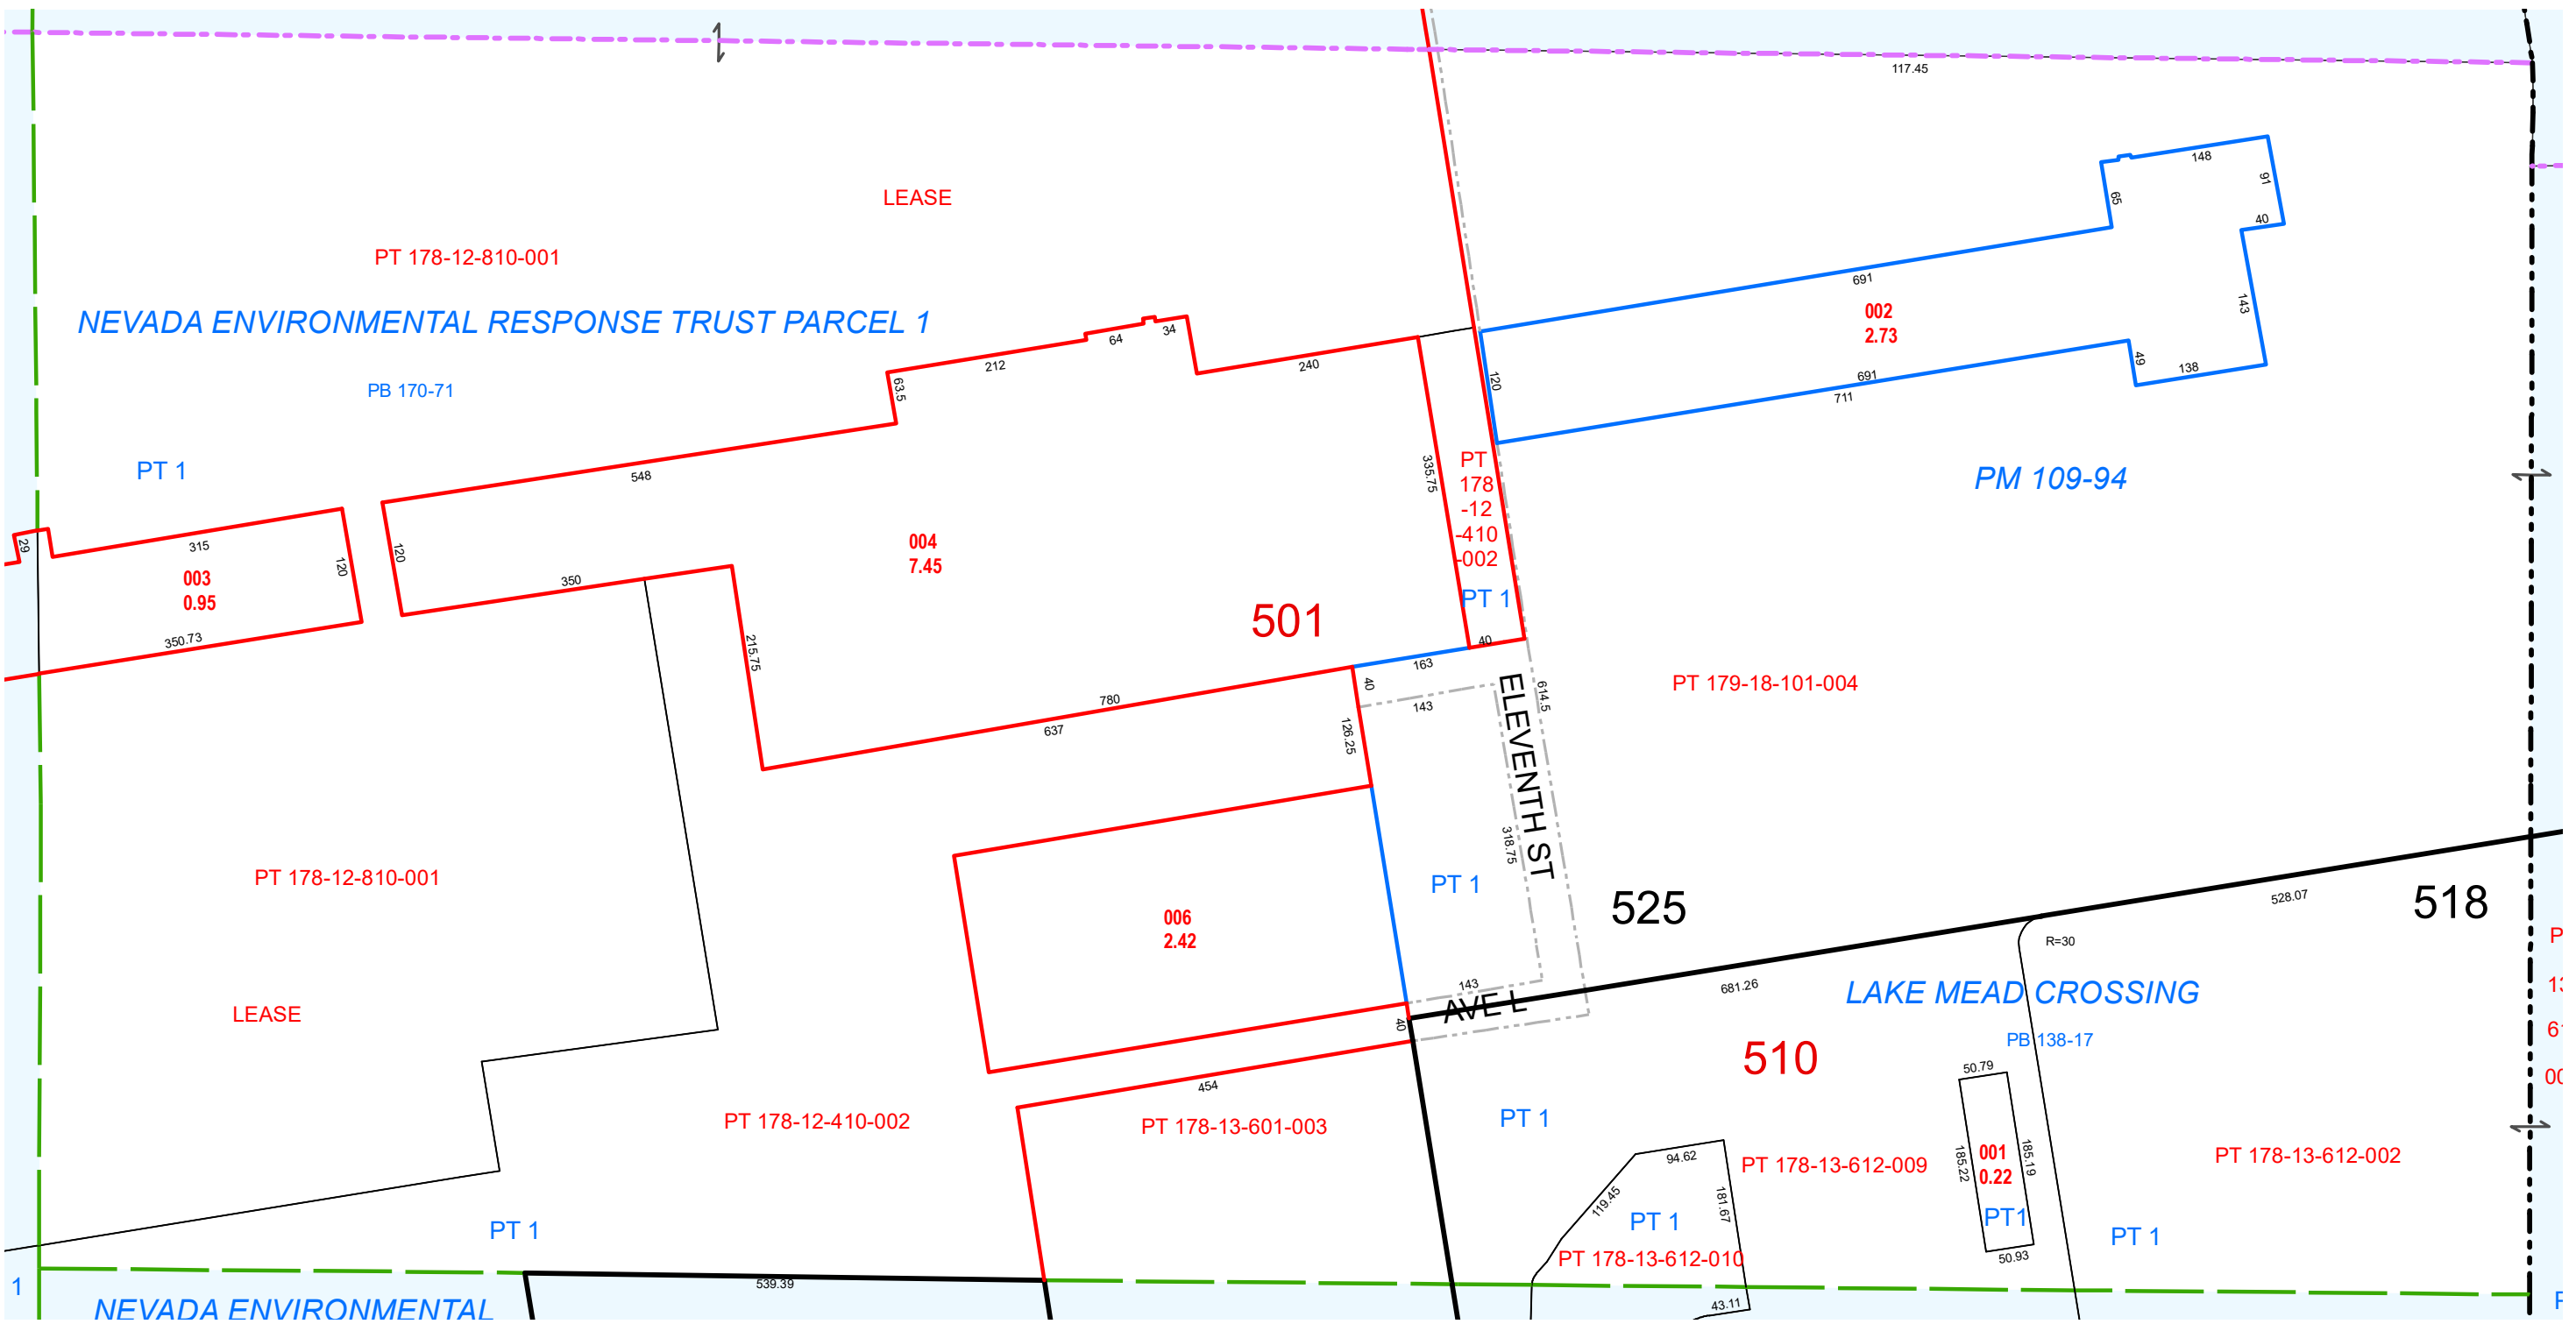 117.45
148
91
65
40
LEASE
PT 178-12-810-001
691
002
2.73
143
NEVADA ENVIRONMENTAL RESPONSE TRUST PARCEL 1
64
34
212
240
49
138
120
691
711
PB 170-71
63.5
PT 1
548
335.75
PT
178
-12
-410
-002
PT 1
PM 109-94
29
315
120
003
0.95
350.73
120
350
004
7.45
501
40
163
215.75
40
143
780
637
126.25
ELEVENTH ST
614.5
PT 179-18-101-004
318.75
PT 178-12-810-001
PT 1
525
518
528.07
006
2.42
R=30
143
AVE L
681.26
LAKE MEAD CROSSING
LEASE
40
510
PB 138-17
454
50.79
PT 178-12-410-002
PT 178-13-601-003
PT 1
94.62
PT 178-13-612-009
185.22
001
0.22
185.19
PT1
50.93
PT 178-13-612-002
119.45
181.67
PT 1
PT 178-13-612-010
PT 1
PT 1
1
539.39
43.11
NEVADA ENVIRONMENTAL